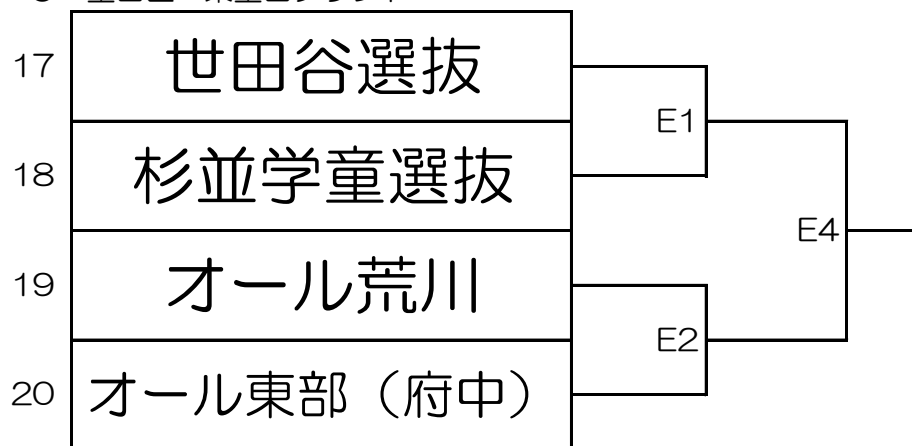 17 世田谷選抜
E1
18 杉並学童選抜
E4
19 オール荒川
E2
20 オール東部（府中）